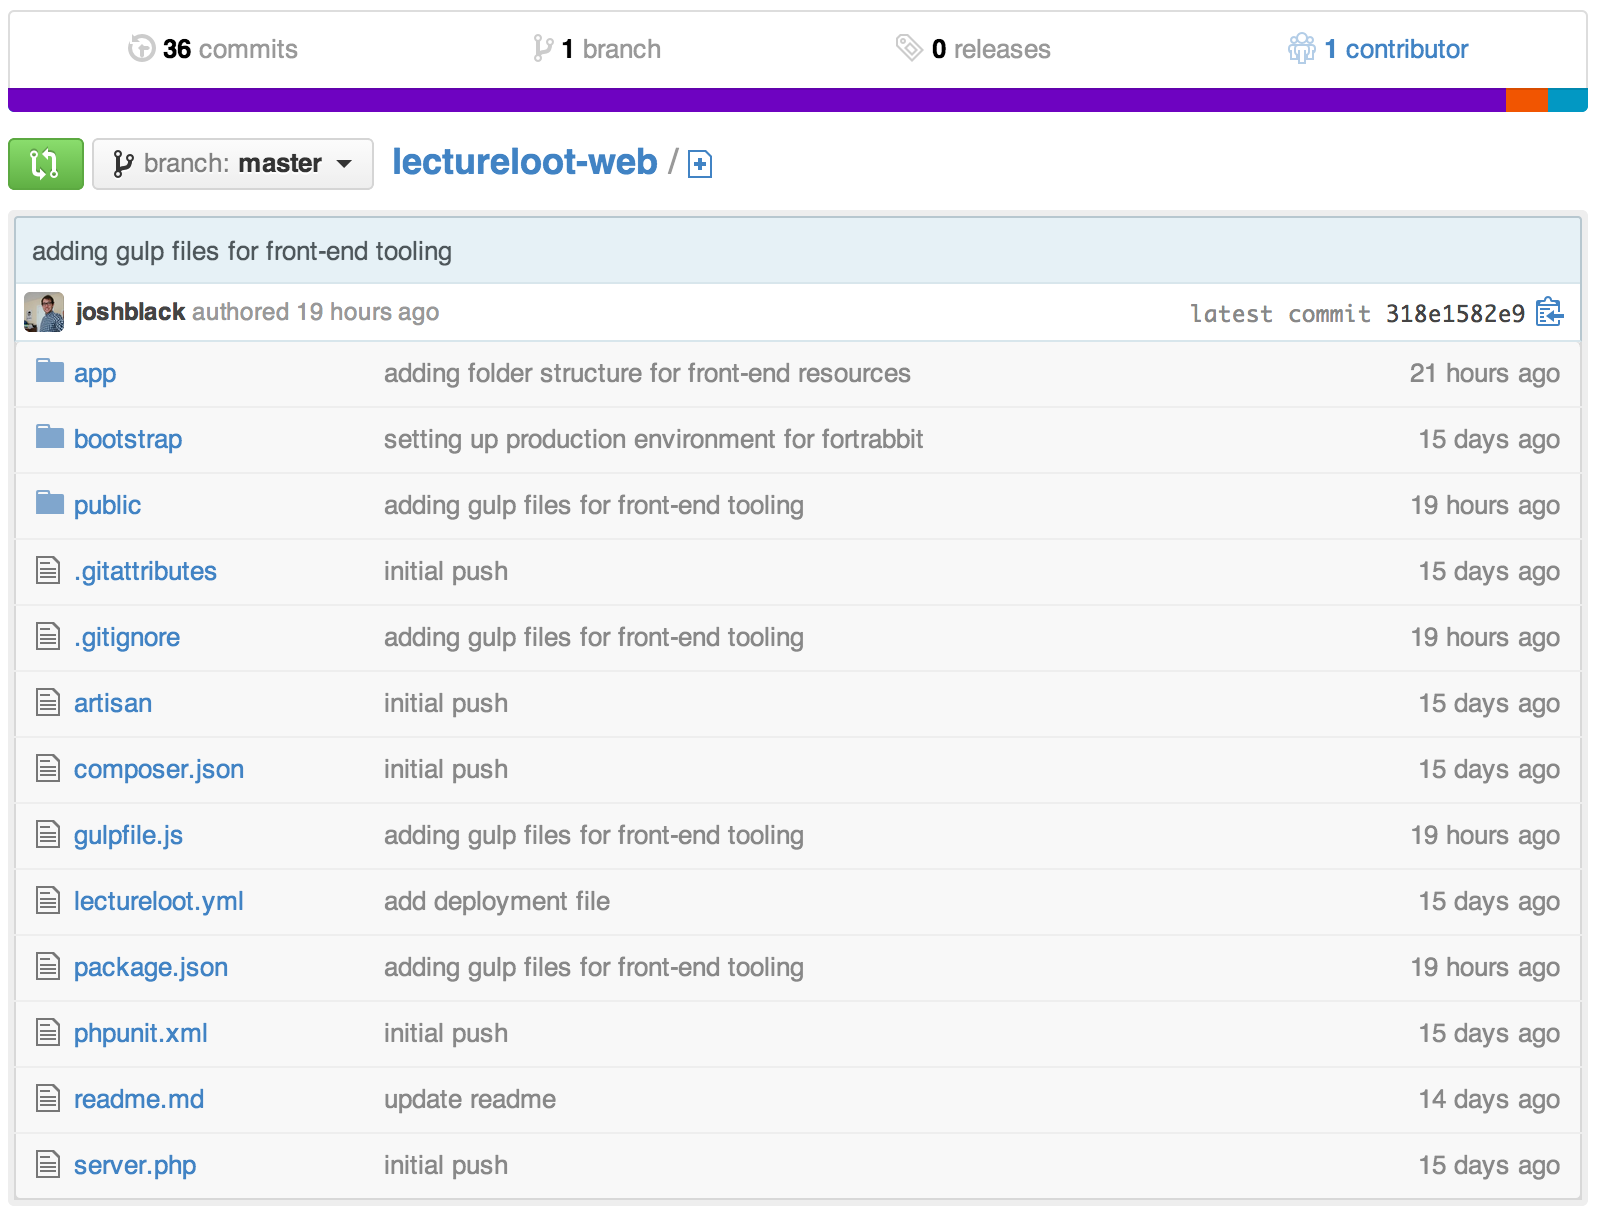 36 commits 1 branch 0 releases 1 contributor
branch: master lectureloot-web /
adding gulp files for front-end tooling
joshblack authored 19 hours ago latest commit 318e1582e9
app adding folder structure for front-end resources 21 hours ago
bootstrap setting up production environment for fortrabbit 15 days ago
public adding gulp files for front-end tooling 19 hours ago
.gitattributes initial push 15 days ago
.gitignore adding gulp files for front-end tooling 19 hours ago
artisan initial push 15 days ago
composer.json initial push 15 days ago
gulpfile.js adding gulp files for front-end tooling 19 hours ago
lectureloot.yml add deployment file 15 days ago
package.json adding gulp files for front-end tooling 19 hours ago
phpunit.xml initial push 15 days ago
readme.md update readme 14 days ago
server.php initial push 15 days ago